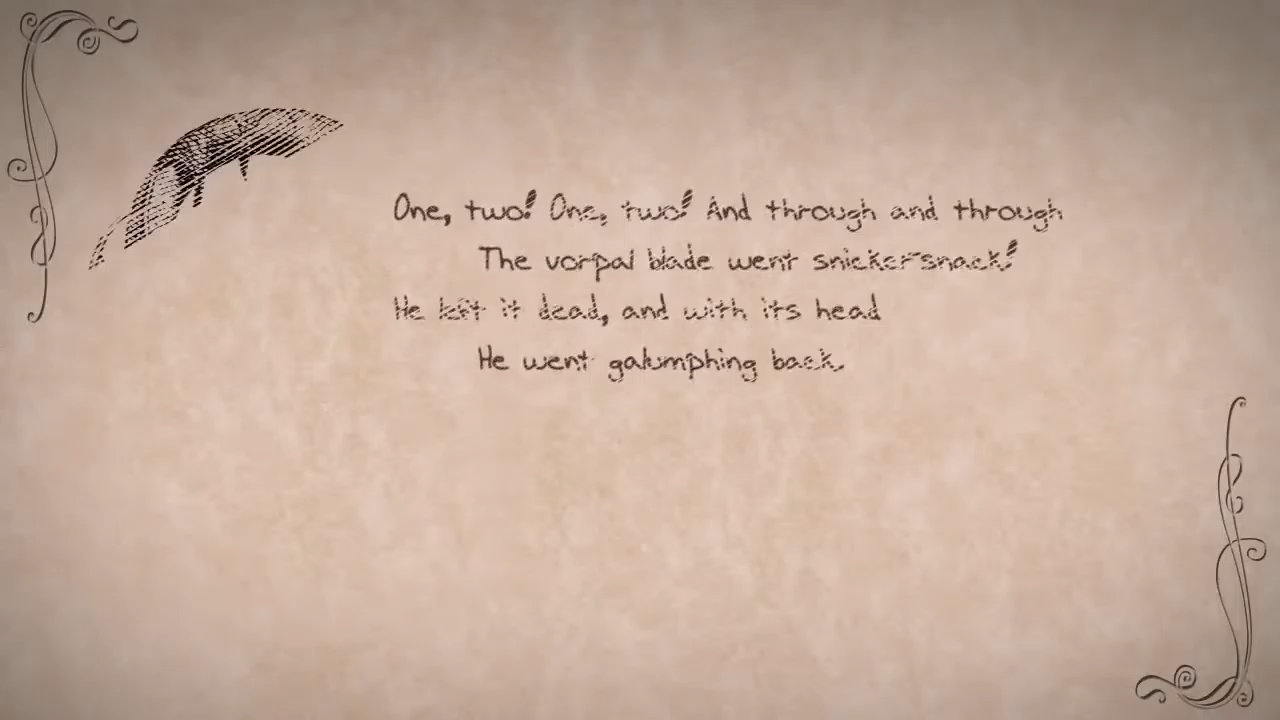 One, two! One, two! And through and through
The vorpal blade went snicker-snack!
He left it dead, and with its head
He went galumphing back.